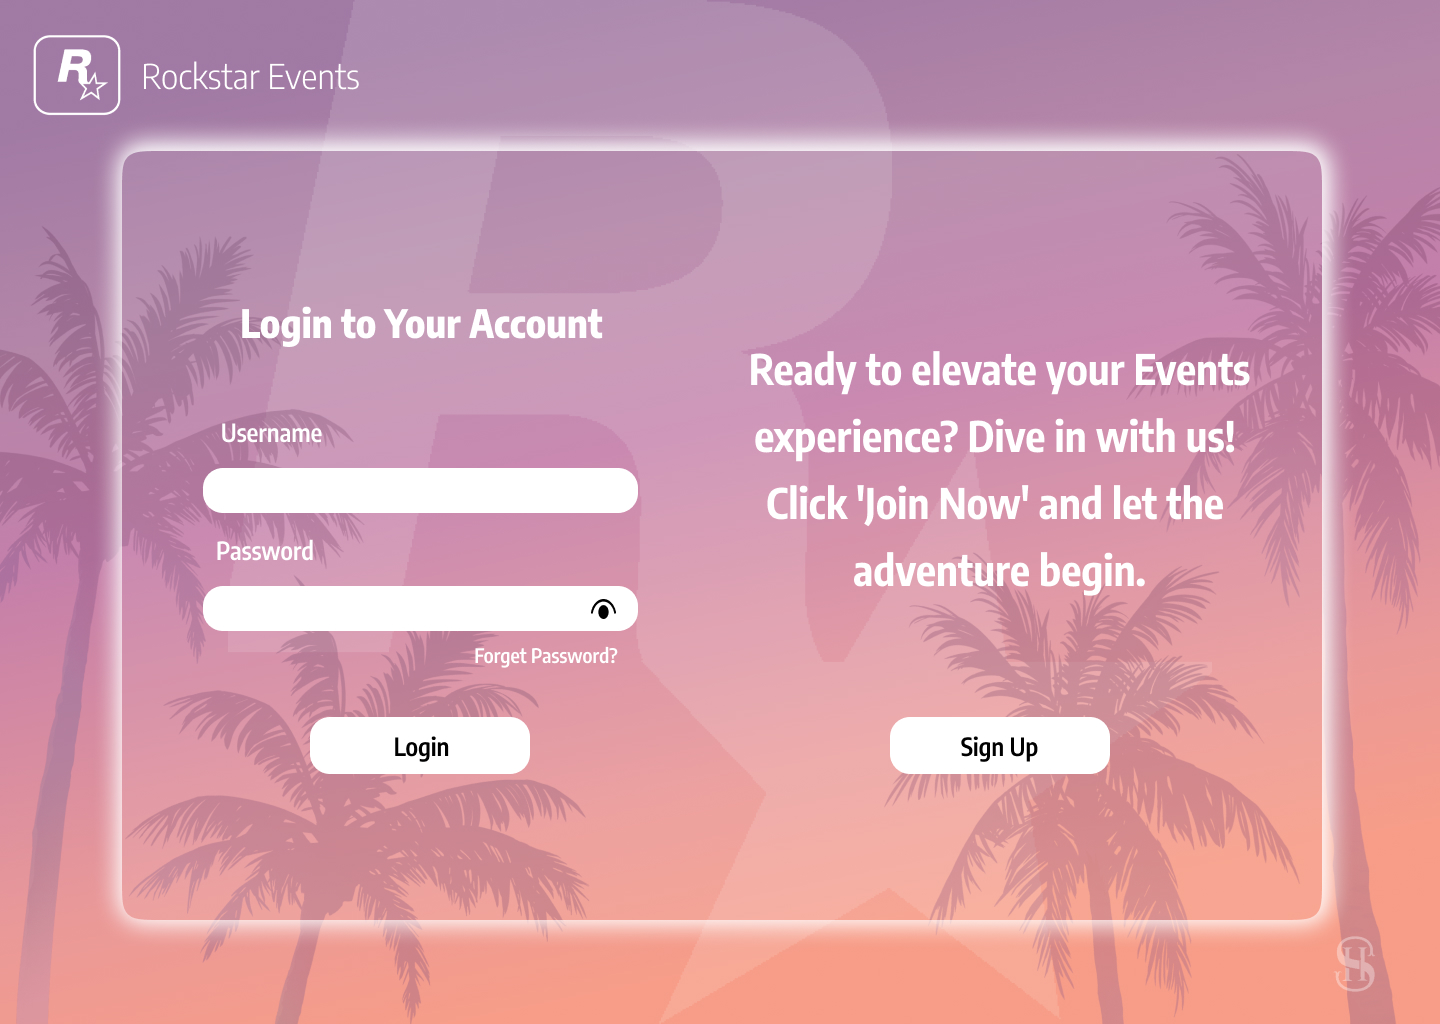 R
Rockstar Events
Login to Your Account
Username
Password
Forget Password?
Login
Ready to elevate your Events
experience? Dive in with us!
Click 'Join Now' and let the
adventure begin.
Sign Up